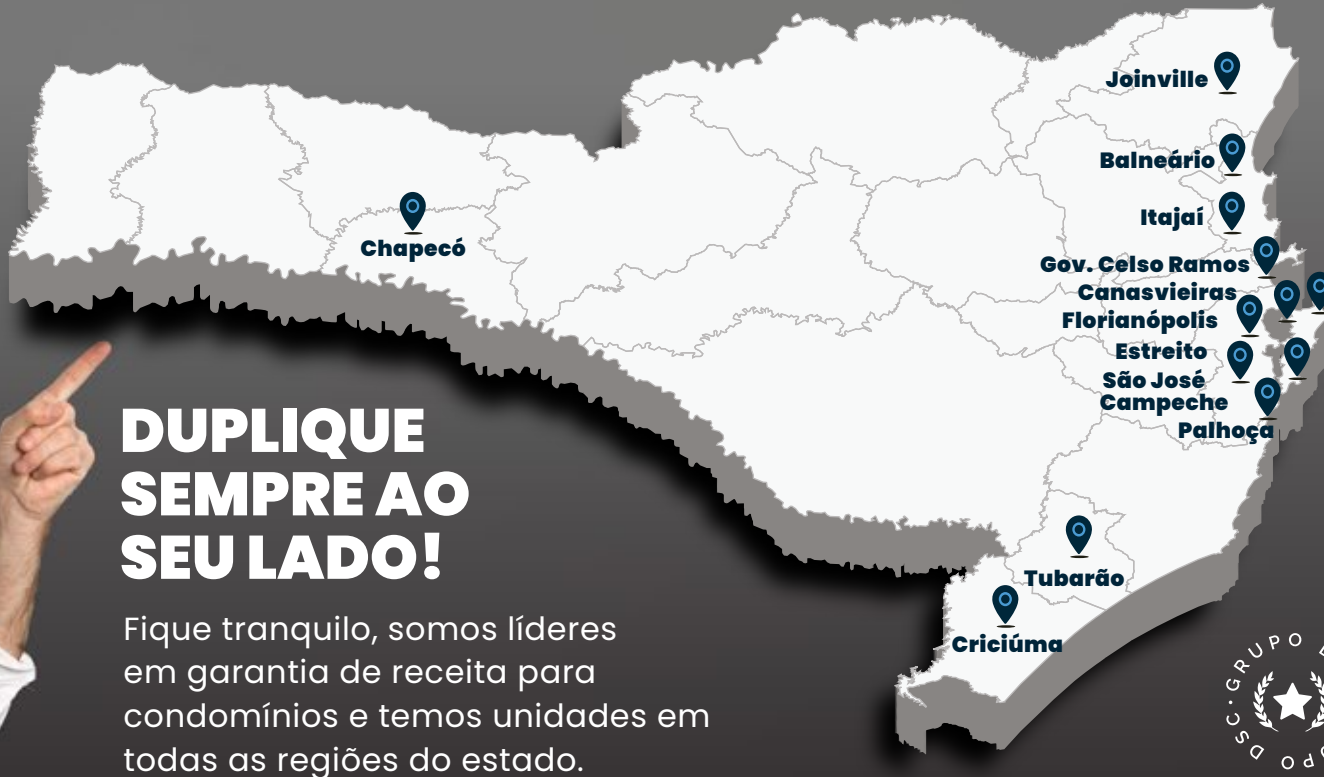 Joinville
Balneário
Itajaí
Chapecó
Gov. Celso Ramos
Canasvieiras
Florianópolis
Estreito
São José
Campeche
Palhoça
DUPLIQUE
SEMPRE AO
SEU LADO!
Tubarão
Criciúma
Fique tranquilo, somos líderes
em garantia de receita para
condomínios e temos unidades em
todas as regiões do estado.
DSC · GRUPO